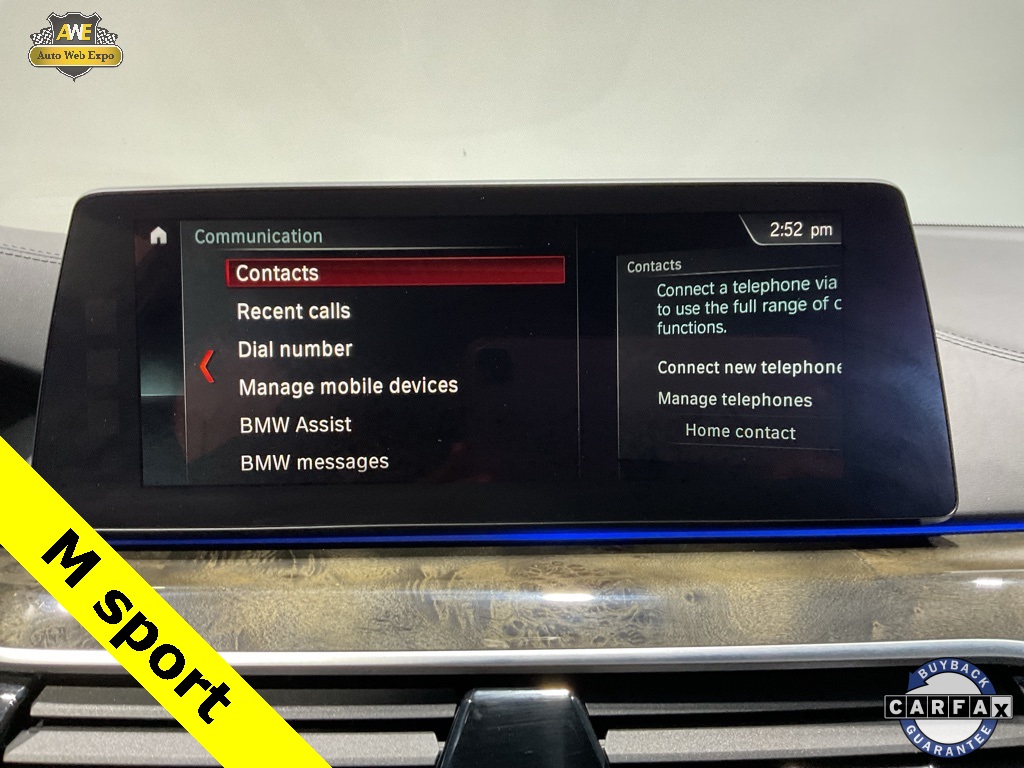 AWE
Auto Web Expo
Communication
2:52 pm
Contacts
Recent calls
Dial number
Manage mobile devices
BMW Assist
BMW messages
Contacts
Connect a telephone via
to use the full range of c
functions.
Connect new telephone
Manage telephones
Home contact
M sport
BUYBACK
CARFAX
GUARANTEE